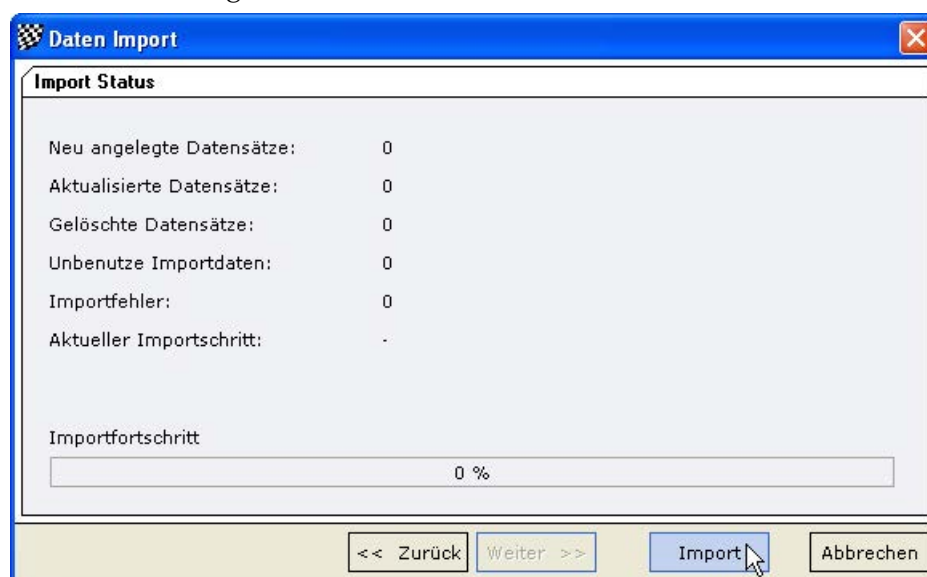 Daten Import
Import Status
Neu angelegte Datensätze: 0
Aktualisierte Datensätze: 0
Gelöschte Datensätze: 0
Unbenutze Importdaten: 0
Importfehler: 0
Aktueller Importschritt: -
Importfortschritt
0 %
<< Zurück Weiter >> Import Abbrechen